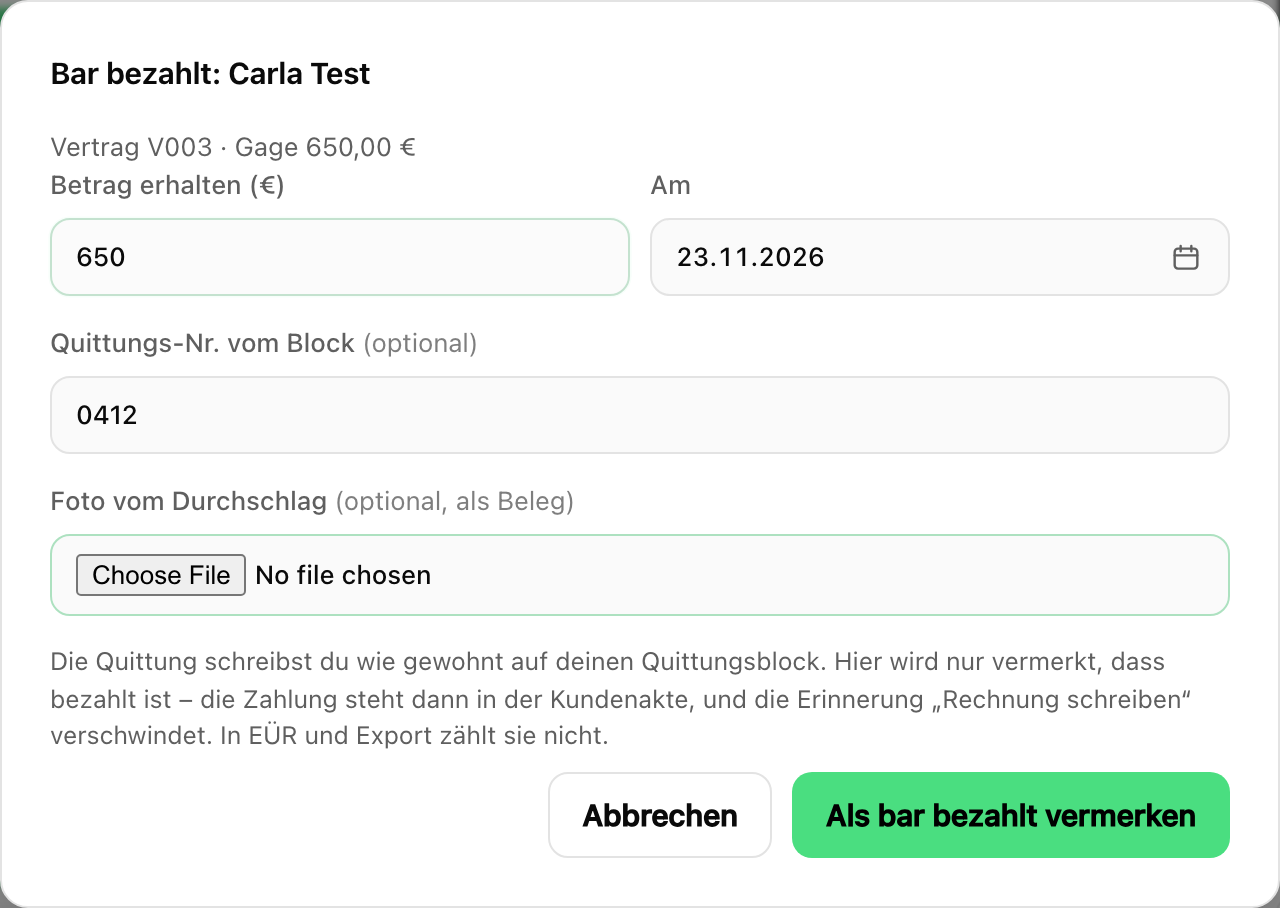 Bar bezahlt: Carla Test
Vertrag V003 · Gage 650,00 €
Betrag erhalten (€)
Am
650
23.11.2026
Quittungs-Nr. vom Block (optional)
0412
Foto vom Durchschlag (optional, als Beleg)
Choose File No file chosen
Die Quittung schreibst du wie gewohnt auf deinen Quittungsblock. Hier wird nur vermerkt, dass
bezahlt ist – die Zahlung steht dann in der Kundenakte, und die Erinnerung „Rechnung schreiben“
verschwindet. In EÜR und Export zählt sie nicht.
Abbrechen
Als bar bezahlt vermerken